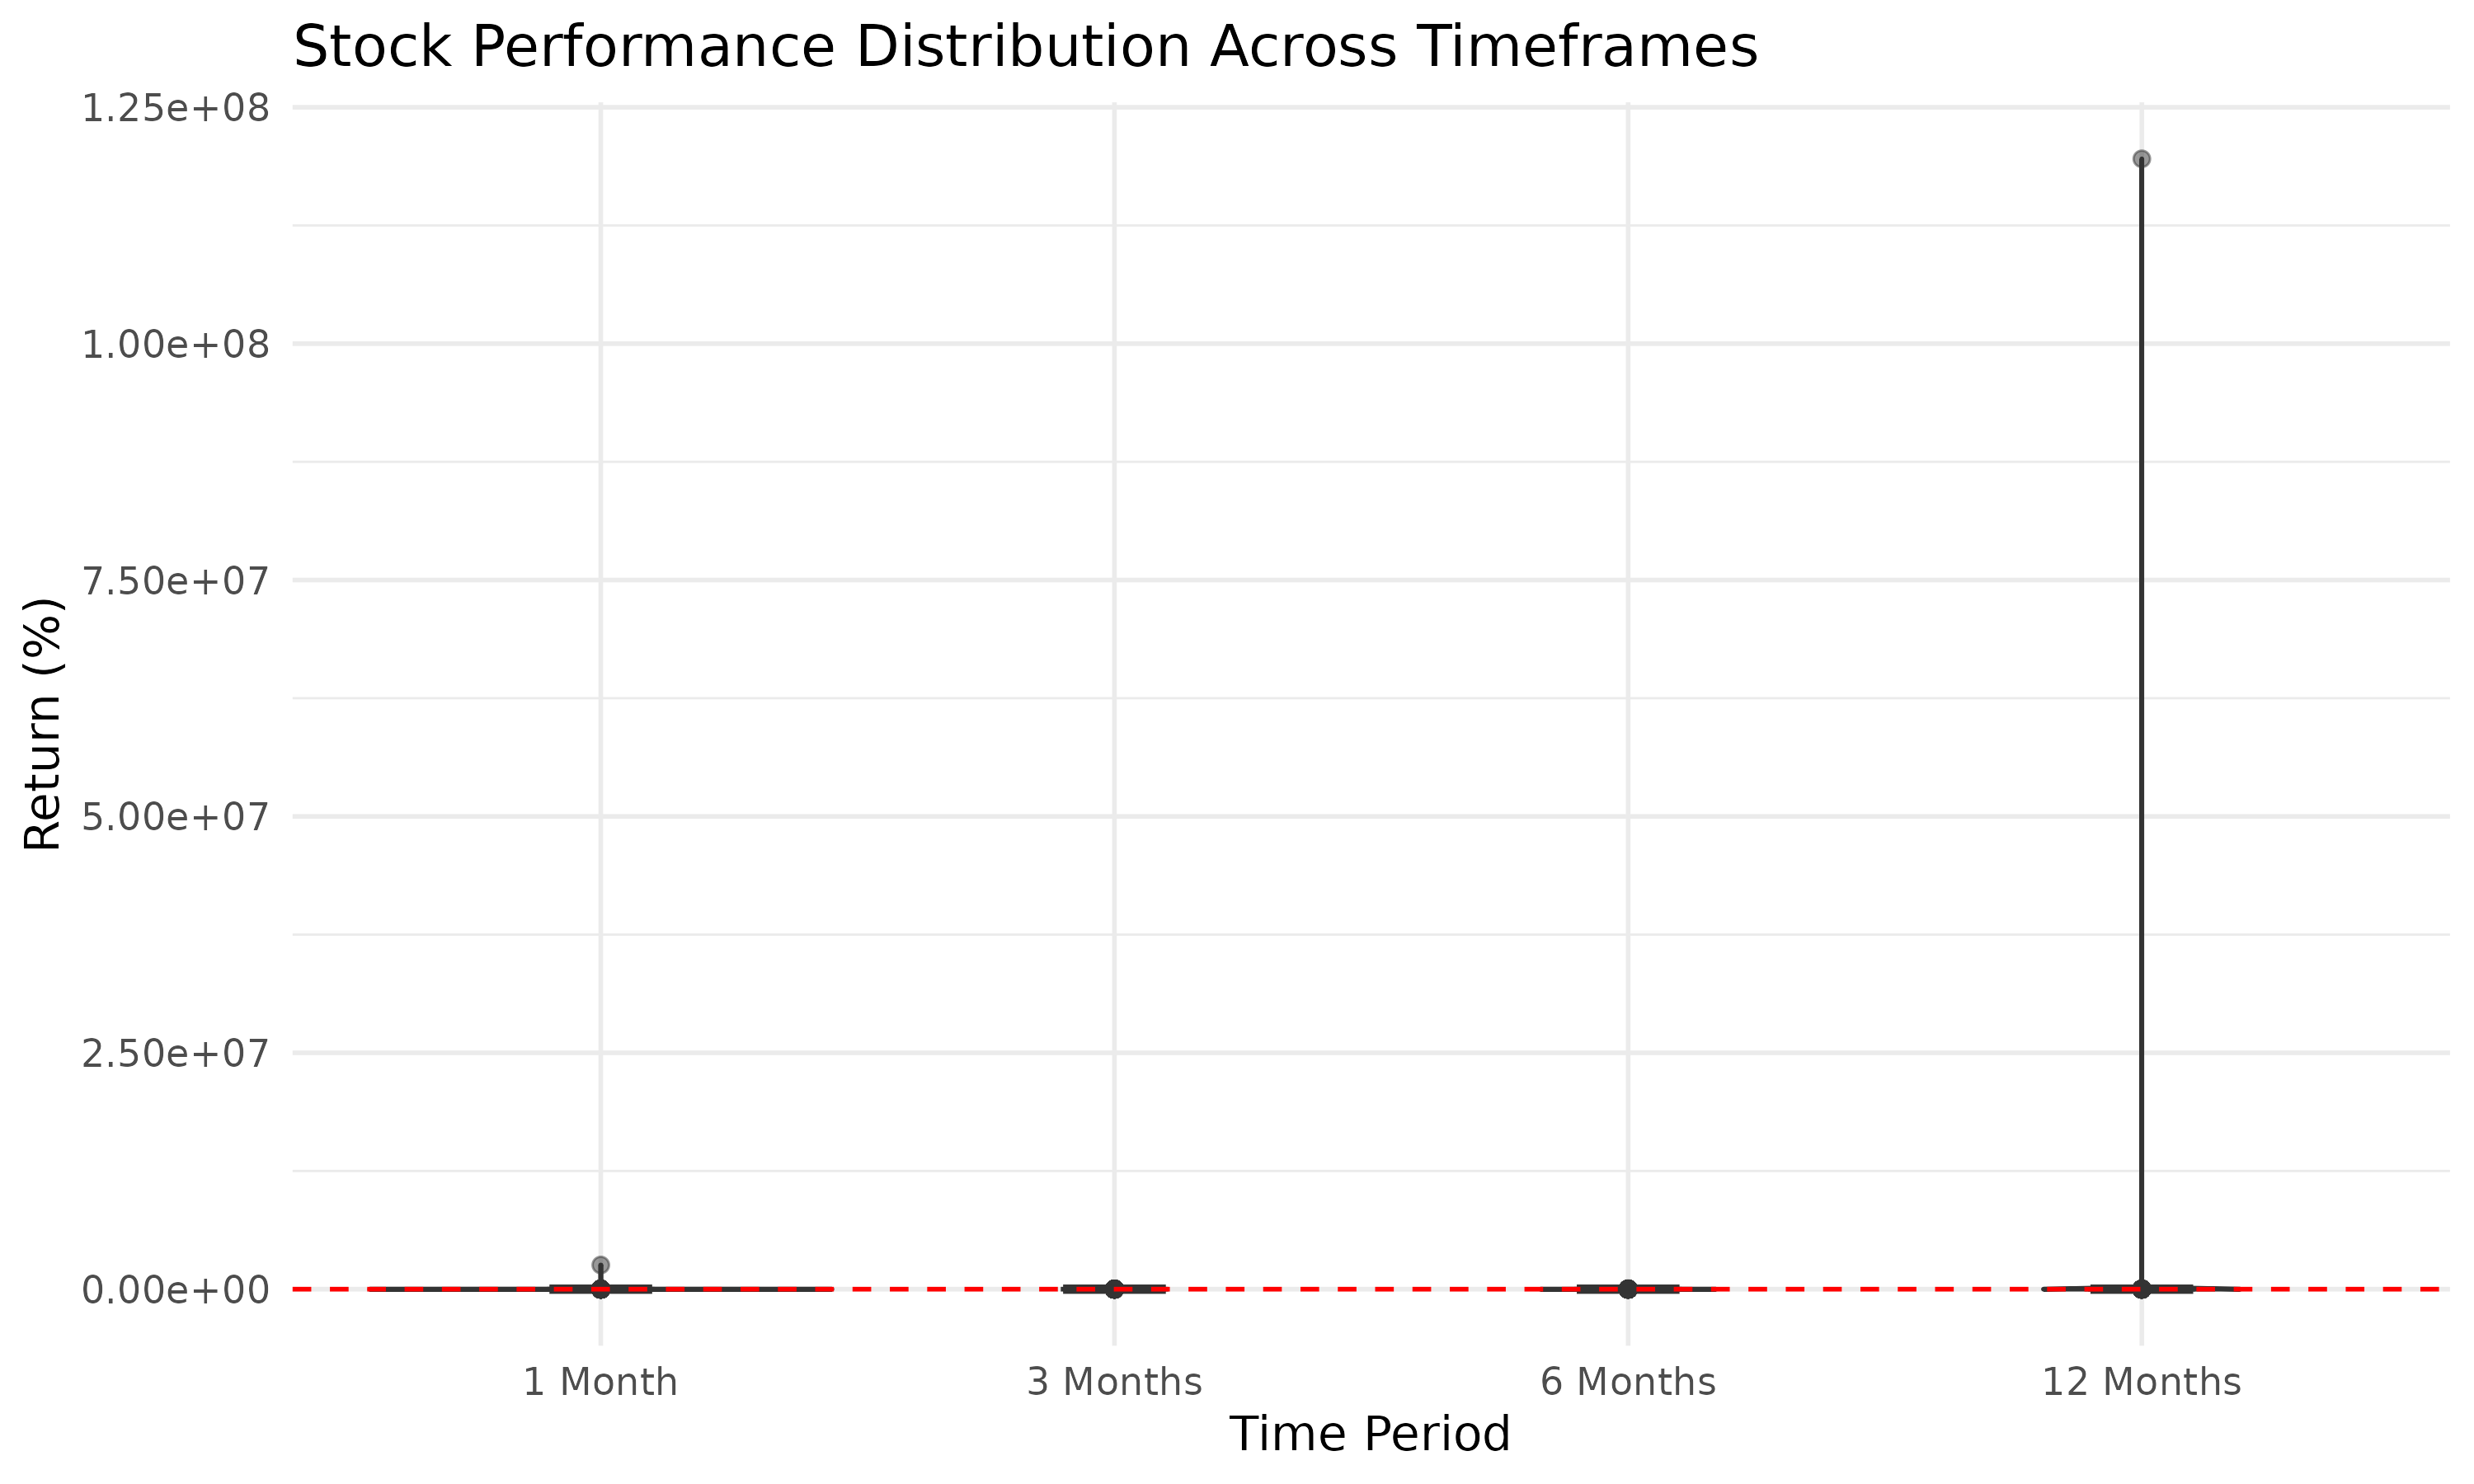 Stock Performance Distribution Across Timeframes
1.25e+08
1.00e+08
7.50e+07
5.00e+07
2.50e+07
0.00e+00
Return (%)
1 Month
3 Months
6 Months
12 Months
Time Period